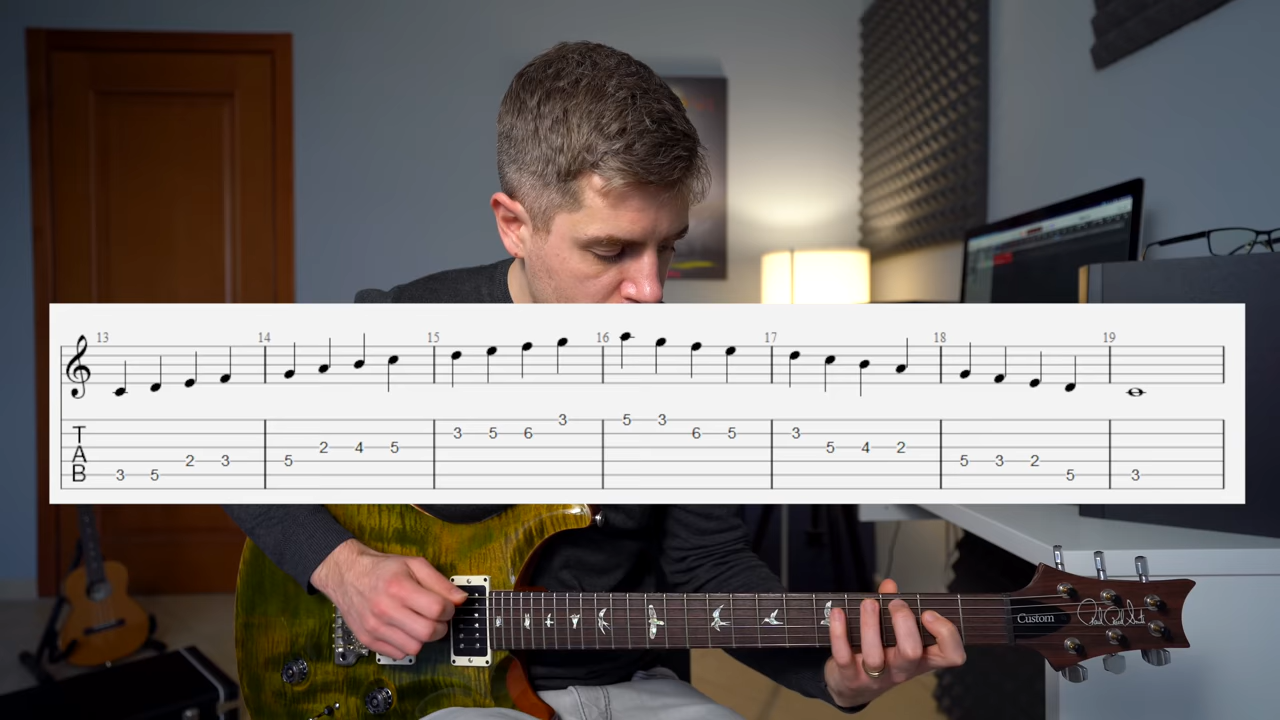 13 14 15 16 17 18 19
3 5 3
T 3 5 6 6 5 3
2 4 5 5 4 2
A 2 3 5 5 3 2
B 3 5 5 3
Custom